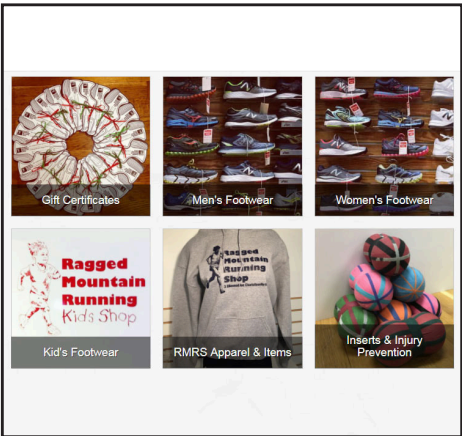 Gift Certificates
Men's Footwear
Women's Footwear
Ragged
Mountain
Running
Kids Shop
Kid's Footwear
Ragged
Mountain
Running
Shop
RMRS Apparel & Items
Inserts & Injury
Prevention